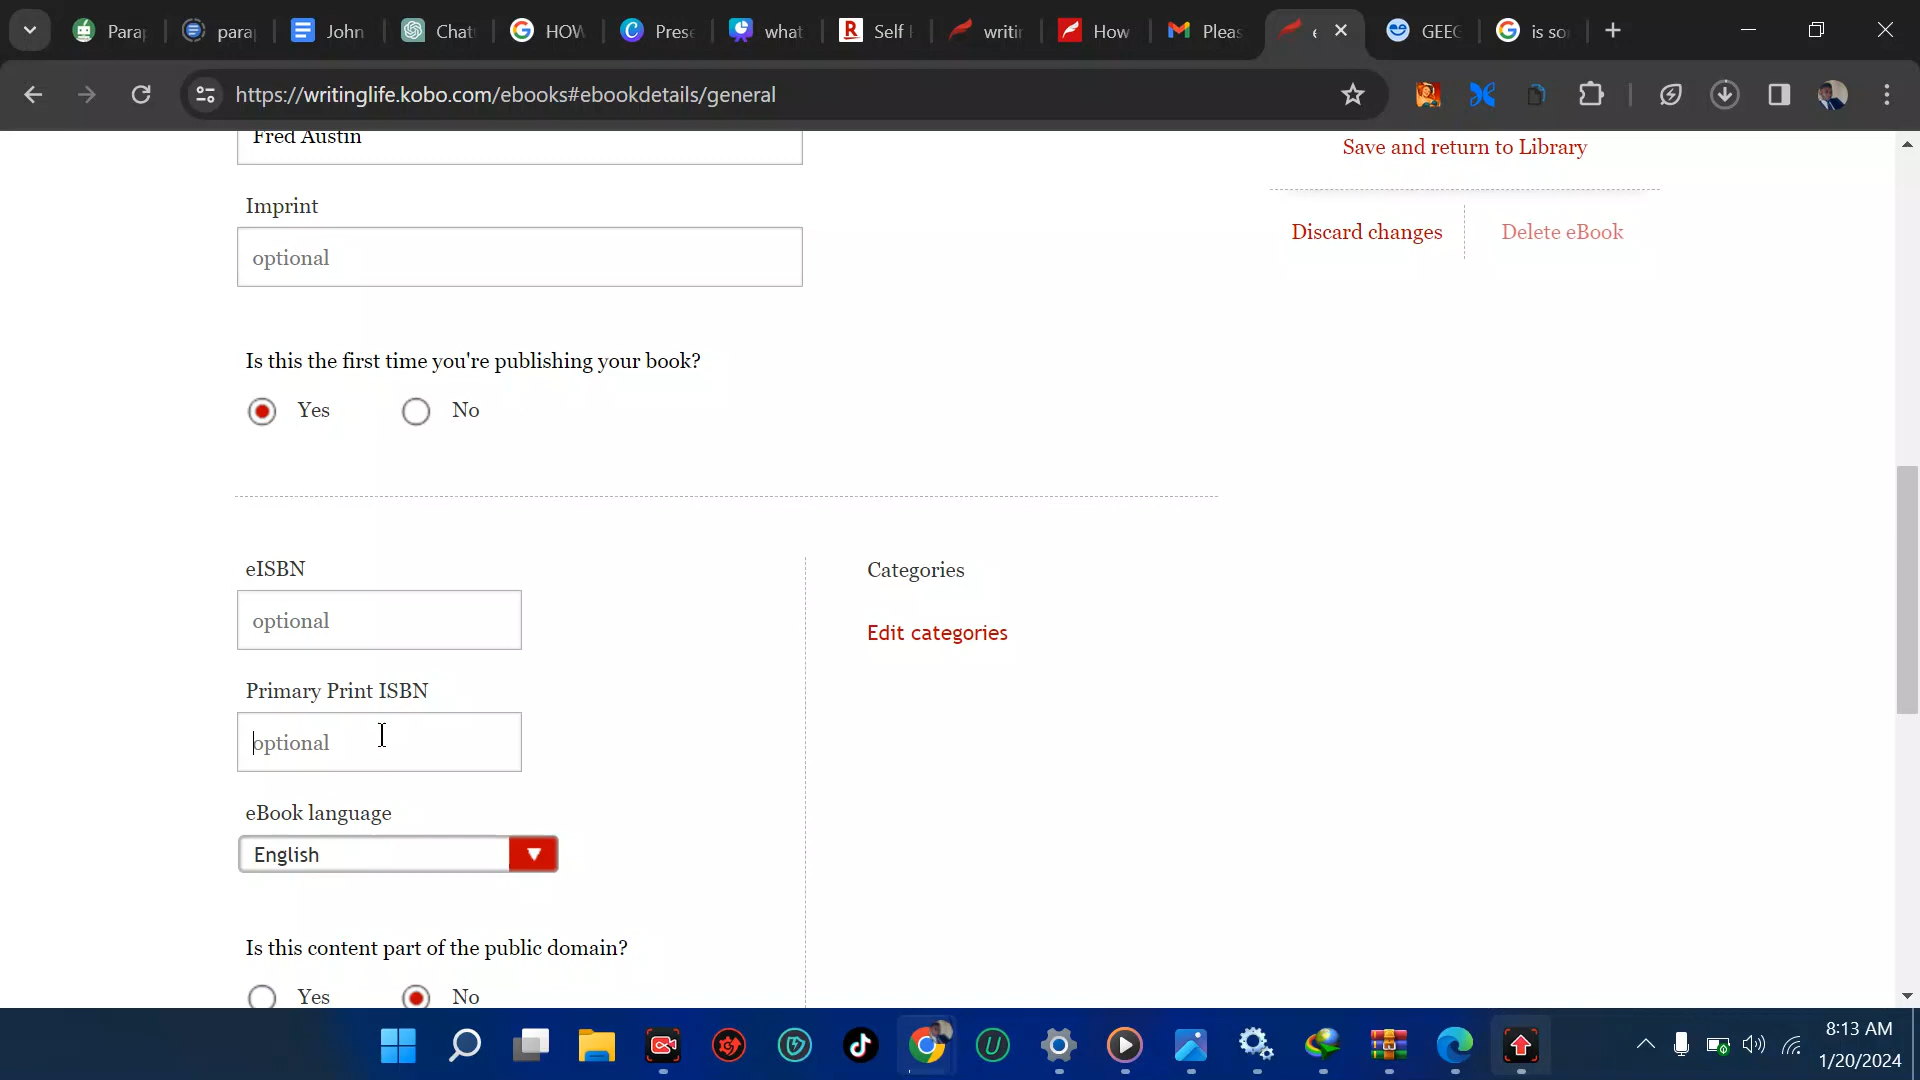 Para
para
John
Chat
HOW
Prese
what
Self
writin
How
Pleas
e
GEEC
is so
https://writinglife.kobo.com/ebooks#ebookdetails/general
Fred Austin
Save and return to Library
Imprint
optional
Discard changes
Delete eBook
Is this the first time you're publishing your book?
Yes
No
eISBN
Categories
optional
Edit categories
Primary Print ISBN
optional
eBook language
English
Is this content part of the public domain?
Yes
No
8:13 AM
1/20/2024